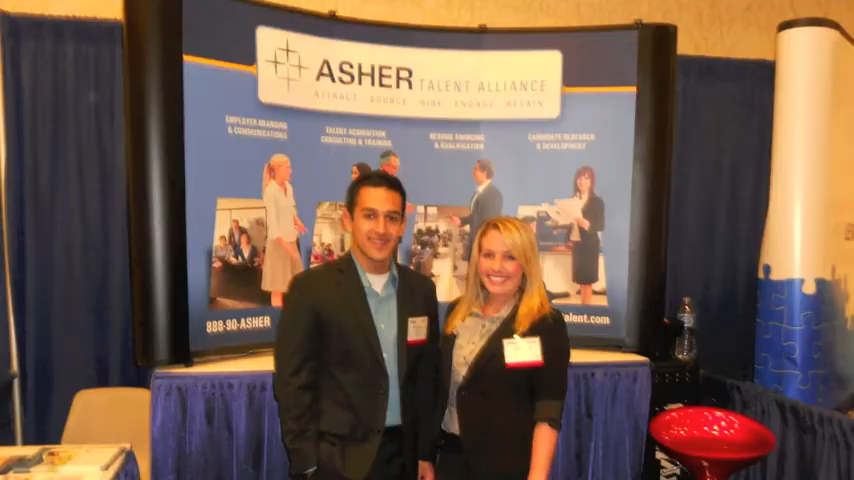 ASHER TALENT ALLIANCE
ATTRACT SOURCE HIRE ENGAGE RETAIN
EMPLOYER BRANDING
& COMMUNICATIONS
TALENT ACQUISITION
CONSULTING & TRAINING
RESUME SOURCING
& QUALIFICATION
CANDIDATE RESEARCH
& DEVELOPMENT
888-90-ASHER
talent.com